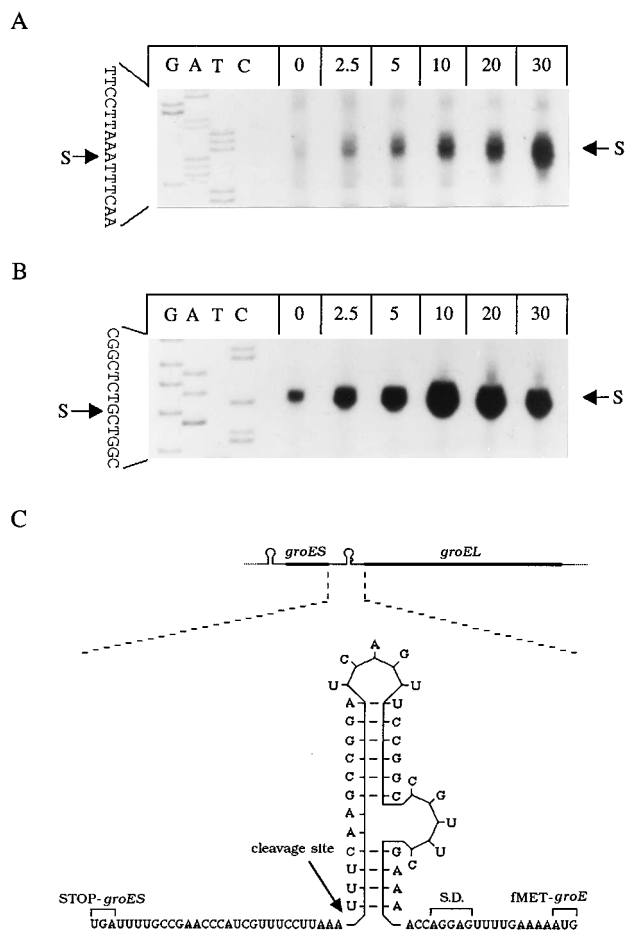 A
G A T C 0 2.5 5 10 20 30
TTCCTTAAATTTCAA
S
S
B
G A T C 0 2.5 5 10 20 30
CGGCTCTGCTGGC
S
S
C
groES groEL
A
C G
U U
A U
G C
G C
C G
C G
C
G C G
A U
A U
C G C
cleavage site
U A
U A
U A
STOP-groES S.D. fMET-groE
UGAUUUUGCCGAACCCAUCGUUUCCUUAAA ACCAGGAGUUUUGAAAAAUG